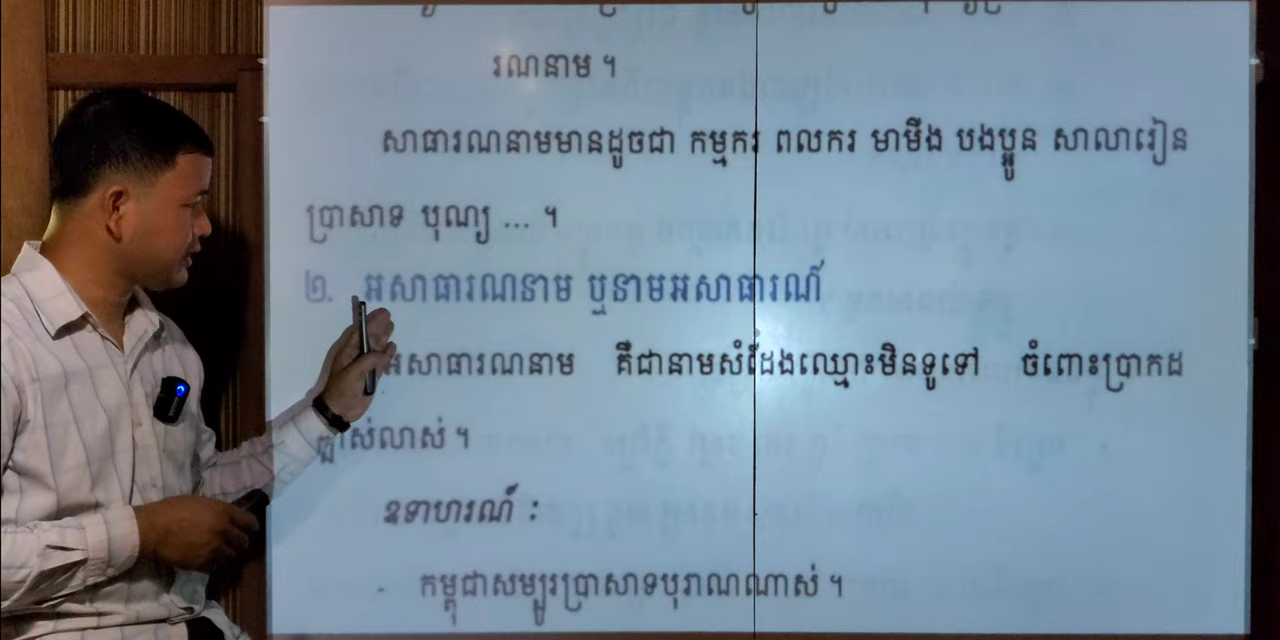 រណនាម ។
សាធារណនាមមានដូចជា កម្មករ ពលករ មាមីង បងប្អូន សាលារៀន
ប្រាសាទ បុណ្យ ... ។
២. អសាធារណនាម ឬនាមអសាធារណ៍
អសាធារណនាម គឺជានាមសំដែងឈ្មោះមិនទូទៅ ចំពោះប្រាកដ
ច្បាស់លាស់ ។
ឧទាហរណ៍ ៖
- កម្ពុជាសម្បូរប្រាសាទបុរាណណាស់ ។